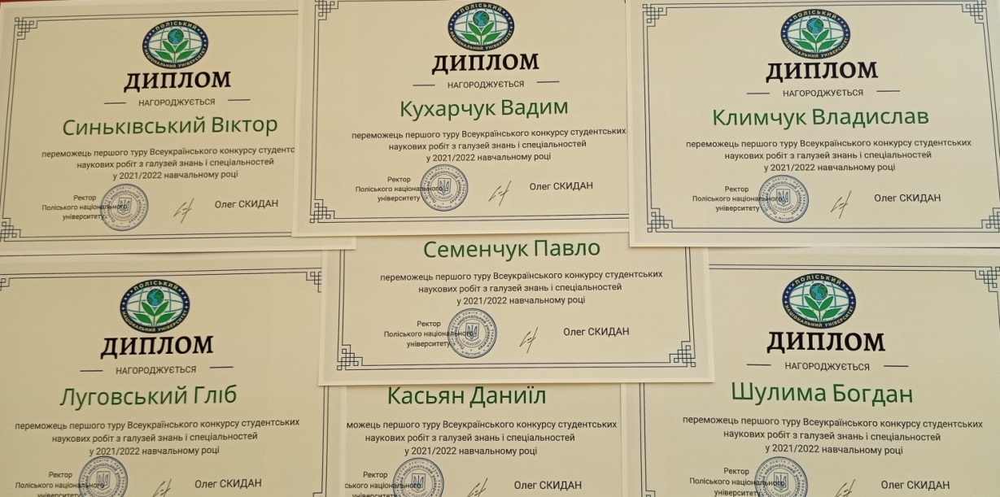 ПОЛІСЬКИЙ
НАЦІОНАЛЬНИЙ УНІВЕРСИТЕТ
ДИПЛОМ
НАГОРОДЖУЄТЬСЯ
Синьківський Віктор
переможець першого туру Всеукраїнського конкурсу студентс
наукових робіт з галузей знань і спеціальностей
у 2021/2022 навчальному році
Ректор
Поліського національного
університету
Олег СКИДАН
ПОЛІСЬКИЙ
НАЦІОНАЛЬНИЙ УНІВЕРСИТЕТ
ДИПЛОМ
НАГОРОДЖУЄТЬСЯ
Кухарчук Вадим
переможець першого туру Всеукраїнського конкурсу студентських
наукових робіт з галузей знань і спеціальностей
у 2021/2022 навчальному році
Ректор
Поліського національного
університету
Олег СКИДАН
ПОЛІСЬКИЙ
НАЦІОНАЛЬНИЙ УНІВЕРСИТЕТ
ДИПЛОМ
НАГОРОДЖУЄТЬСЯ
Климчук Владислав
переможець першого туру Всеукраїнського конкурсу студентських
наукових робіт з галузей знань і спеціальностей
у 2021/2022 навчальному році
Ректор
Поліського національного
університету
Олег СКИДАН
Семенчук Павло
переможець першого туру Всеукраїнського конкурсу студентських
наукових робіт з галузей знань і спеціальностей
у 2021/2022 навчальному році
Ректор
Поліського національного
університету
Олег СКИДАН
ПОЛІСЬКИЙ
НАЦІОНАЛЬНИЙ УНІВЕРСИТЕТ
ДИПЛОМ
НАГОРОДЖУЄТЬСЯ
Луговський Гліб
переможець першого туру Всеукраїнського конкурсу студентських
наукових робіт з галузей знань і спеціальностей
у 2021/2022 навчальному році
Ректор
Поліського національного
університету
Олег СКИДАН
Касьян Даниїл
можець першого туру Всеукраїнського конкурсу студентських
наукових робіт з галузей знань і спеціальностей
у 2021/2022 навчальному році
Ректор
ського національного
університету
Олег СКИДАН
ПОЛІСЬКИЙ
НАЦІОНАЛЬНИЙ УНІВЕРСИТЕТ
ДИПЛОМ
НАГОРОДЖУЄТЬСЯ
Шулима Богдан
переможець першого туру Всеукраїнського конкурсу студентських
наукових робіт з галузей знань і спеціальностей
у 2021/2022 навчальному році
Ректор
Поліського національного
університету
Олег СКИДАН